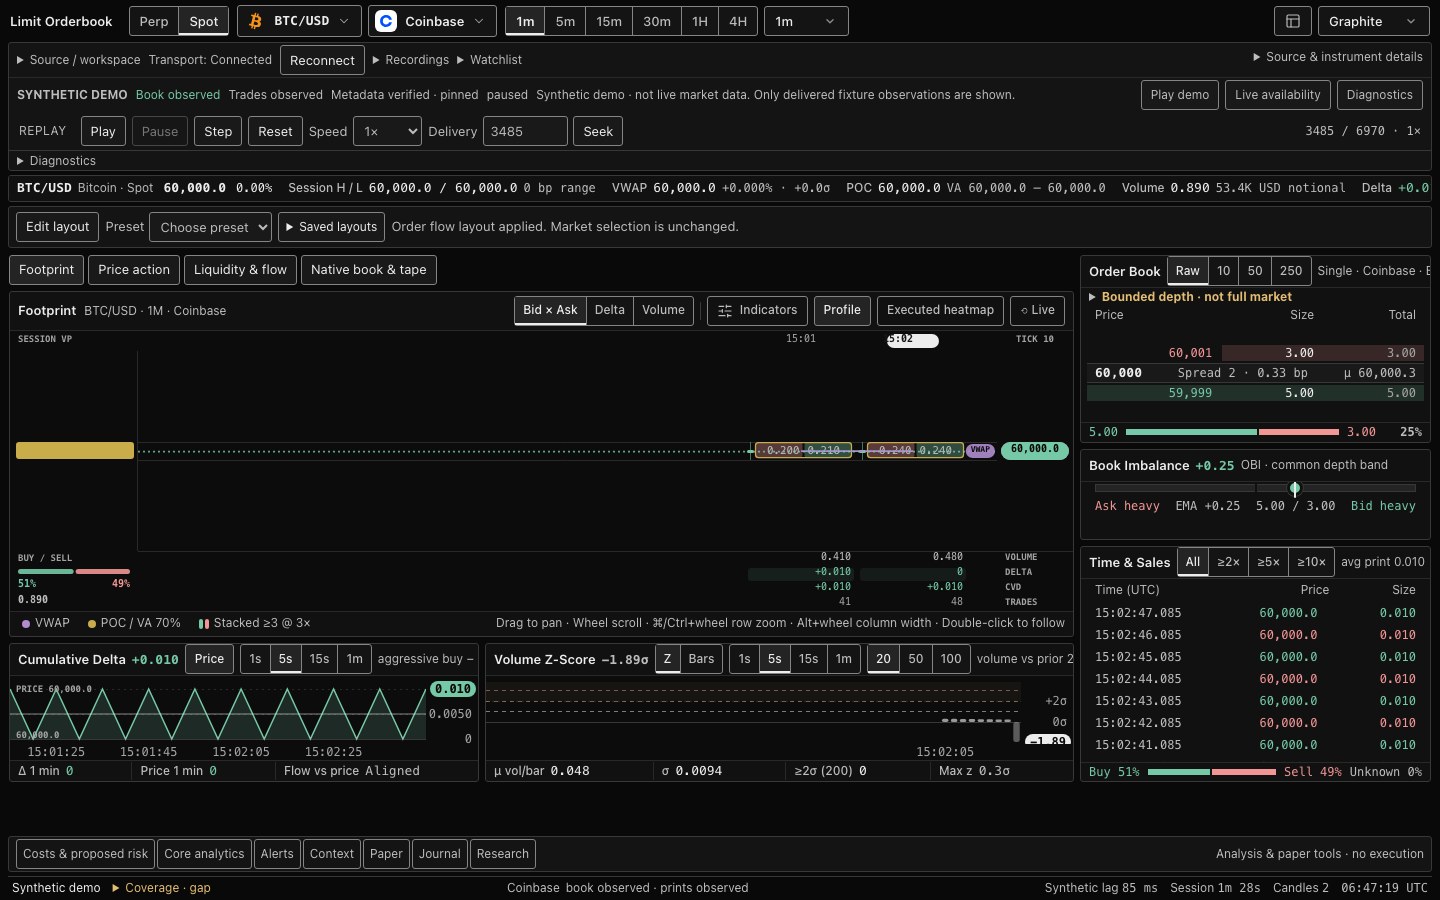 Limit Orderbook Perp Spot BTC/USD Coinbase 1m 5m 15m 30m 1H 4H 1m Graphite
Source / workspace Transport: Connected Reconnect Recordings Watchlist Source & instrument details
SYNTHETIC DEMO Book observed Trades observed Metadata verified · pinned paused Synthetic demo · not live market data. Only delivered fixture observations are shown. Play demo Live availability Diagnostics
REPLAY Play Pause Step Reset Speed 1× Delivery 3485 Seek 3485 / 6970 · 1×
Diagnostics
BTC/USD Bitcoin · Spot 60,000.0 0.00% Session H / L 60,000.0 / 60,000.0 0 bp range VWAP 60,000.0 +0.000% · +0.0σ POC 60,000.0 VA 60,000.0 – 60,000.0 Volume 0.890 53.4K USD notional Delta +0.0
Edit layout Preset Choose preset Saved layouts Order flow layout applied. Market selection is unchanged.
Footprint Price action Liquidity & flow Native book & tape
Footprint BTC/USD · 1M · Coinbase Bid × Ask Delta Volume Indicators Profile Executed heatmap Live
SESSION VP 15:01 5:02 TICK 10
0.200 0.210 0.240 0.240 VWAP 60,000.0
BUY / SELL 0.410 0.480 VOLUME
+0.010 0 DELTA
51% 49% +0.010 +0.010 CVD
0.890 41 48 TRADES
VWAP POC / VA 70% Stacked ≥3 @ 3× Drag to pan · Wheel scroll · ⌘/Ctrl+wheel row zoom · Alt+wheel column width · Double-click to follow
Cumulative Delta +0.010 Price 1s 5s 15s 1m aggressive buy –
PRICE 60,000.0 0.010
0.0050
60,000.0 0
15:01:25 15:01:45 15:02:05 15:02:25
Δ 1 min 0 Price 1 min 0 Flow vs price Aligned
Volume Z-Score −1.89σ Z Bars 1s 5s 15s 1m 20 50 100 volume vs prior 2
+2σ
0σ
−1.89
15:02:05
μ vol/bar 0.048 σ 0.0094 ≥2σ (200) 0 Max z 0.3σ
Order Book Raw 10 50 250 Single · Coinbase · E
Bounded depth · not full market
Price Size Total
60,001 3.00 3.00
60,000 Spread 2 · 0.33 bp μ 60,000.3
59,999 5.00 5.00
5.00 3.00 25%
Book Imbalance +0.25 OBI · common depth band
Ask heavy EMA +0.25 5.00 / 3.00 Bid heavy
Time & Sales All ≥2× ≥5× ≥10× avg print 0.010
Time (UTC) Price Size
15:02:47.085 60,000.0 0.010
15:02:46.085 60,000.0 0.010
15:02:45.085 60,000.0 0.010
15:02:44.085 60,000.0 0.010
15:02:43.085 60,000.0 0.010
15:02:42.085 60,000.0 0.010
15:02:41.085 60,000.0 0.010
Buy 51% Sell 49% Unknown 0%
Costs & proposed risk Core analytics Alerts Context Paper Journal Research Analysis & paper tools · no execution
Synthetic demo Coverage · gap Coinbase book observed · prints observed Synthetic lag 85 ms Session 1m 28s Candles 2 06:47:19 UTC